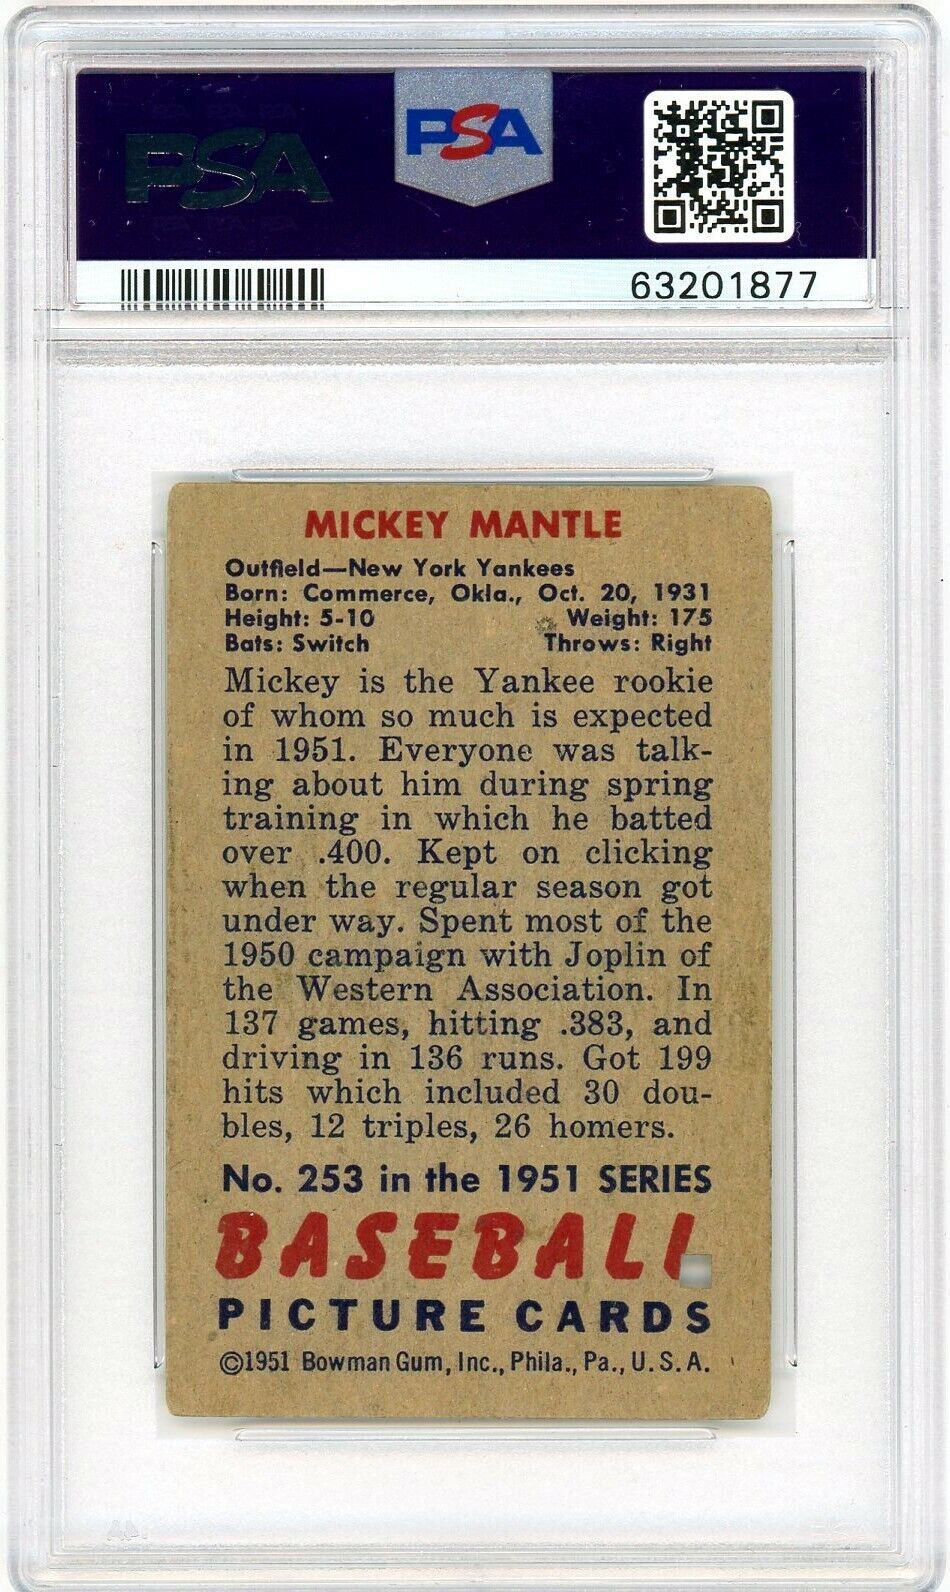 PSA
PSA
63201877
MICKEY MANTLE
Outfield—New York Yankees
Born: Commerce, Okla., Oct. 20, 1931
Height: 5-10 Weight: 175
Bats: Switch Throws: Right
Mickey is the Yankee rookie
of whom so much is expected
in 1951. Everyone was talk-
ing about him during spring
training in which he batted
over .400. Kept on clicking
when the regular season got
under way. Spent most of the
1950 campaign with Joplin of
the Western Association. In
137 games, hitting .383, and
driving in 136 runs. Got 199
hits which included 30 dou-
bles, 12 triples, 26 homers.
No. 253 in the 1951 SERIES
BASEBALL
PICTURE CARDS
©1951 Bowman Gum, Inc., Phila., Pa., U. S. A.